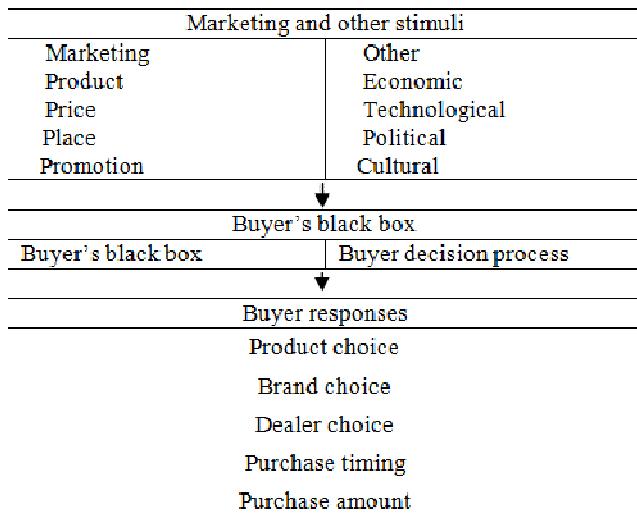 Marketing and other stimuli
Marketing Other
Product Economic
Price Technological
Place Political
Promotion Cultural
Buyer's black box
Buyer's black box Buyer decision process
Buyer responses
Product choice
Brand choice
Dealer choice
Purchase timing
Purchase amount